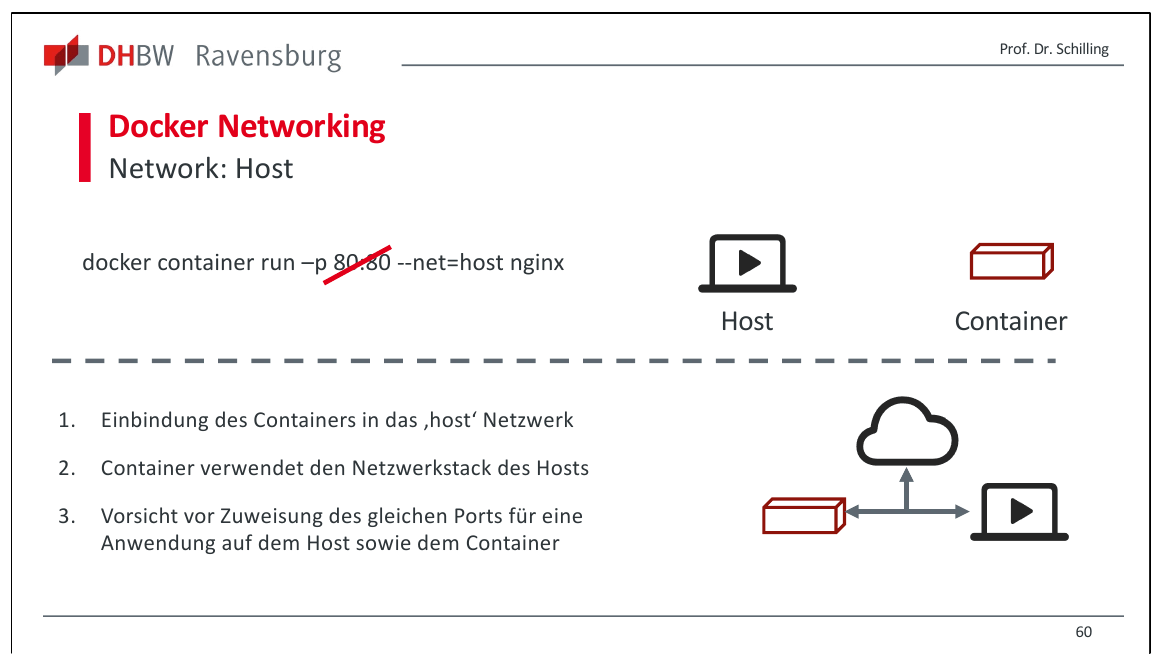 DHBW Ravensburg
Prof. Dr. Schilling
Docker Networking
Network: Host
docker container run –p 80:80 --net=host nginx
Host
Container
1. Einbindung des Containers in das ‚host‘ Netzwerk
2. Container verwendet den Netzwerkstack des Hosts
3. Vorsicht vor Zuweisung des gleichen Ports für eine
Anwendung auf dem Host sowie dem Container
60